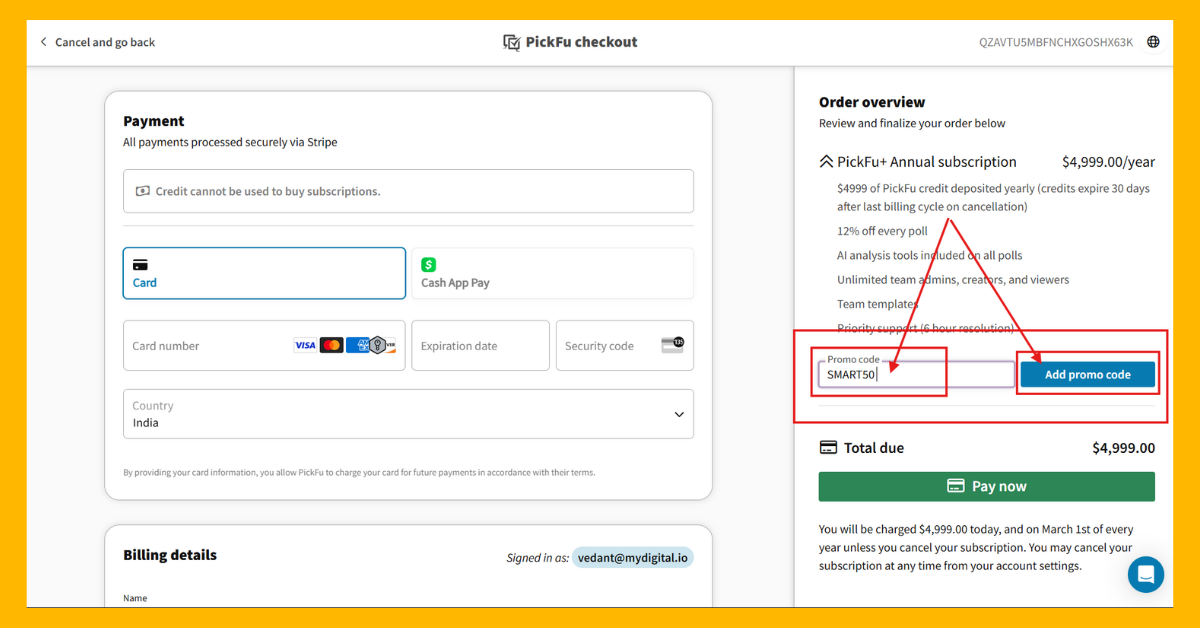 Cancel and go back
PickFu checkout
QZAVTU5MBFNCHXGOSHX63K
Payment
All payments processed securely via Stripe
Credit cannot be used to buy subscriptions.
Card
Cash App Pay
Card number
VISA
Expiration date
Security code
135
Country
India
By providing your card information, you allow PickFu to charge your card for future payments in accordance with their terms.
Billing details
Signed in as: vedant@mydigital.io
Name
Order overview
Review and finalize your order below
PickFu+ Annual subscription $4,999.00/year
$4999 of PickFu credit deposited yearly (credits expire 30 days
after last billing cycle on cancellation)
12% off every poll
AI analysis tools included on all polls
Unlimited team admins, creators, and viewers
Team templates
Priority support (6 hour resolution)
Promo code
SMART50
Add promo code
Total due $4,999.00
Pay now
You will be charged $4,999.00 today, and on March 1st of every
year unless you cancel your subscription. You may cancel your
subscription at any time from your account settings.